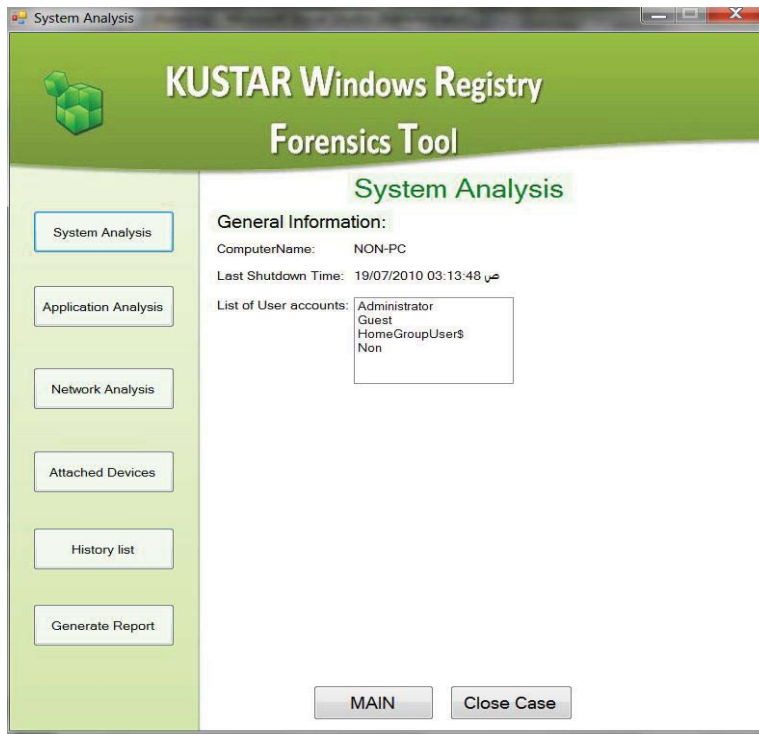 System Analysis
KUSTAR Windows Registry
Forensics Tool
System Analysis
Application Analysis
Network Analysis
Attached Devices
History list
Generate Report
System Analysis
General Information:
ComputerName: NON-PC
Last Shutdown Time: 19/07/2010 03:13:48 ص
List of User accounts: Administrator
Guest
HomeGroupUser$
Non
MAIN
Close Case